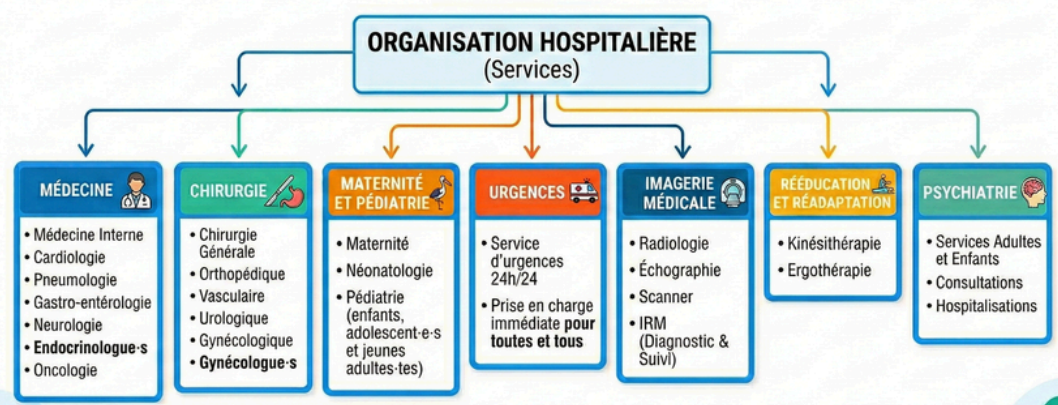 ORGANISATION HOSPITALIÈRE
(Services)
MÉDECINE
• Médecine Interne
• Cardiologie
• Pneumologie
• Gastro-entérologie
• Neurologie
• Endocrinologue·s
• Oncologie
CHIRURGIE
• Chirurgie
Générale
• Orthopédique
• Vasculaire
• Urologique
• Gynécologique
• Gynécologue·s
MATERNITÉ
ET PÉDIATRIE
• Maternité
• Néonatologie
• Pédiatrie
(enfants,
adolescent·e·s
et jeunes
adultes·tes)
URGENCES
• Service
d'urgences
24h/24
• Prise en charge
immédiate pour
toutes et tous
IMAGERIE
MÉDICALE
• Radiologie
• Échographie
• Scanner
• IRM
(Diagnostic &
Suivi)
RÉÉDUCATION
ET RÉADAPTATION
• Kinésithérapie
• Ergothérapie
PSYCHIATRIE
• Services Adultes
et Enfants
• Consultations
• Hospitalisations